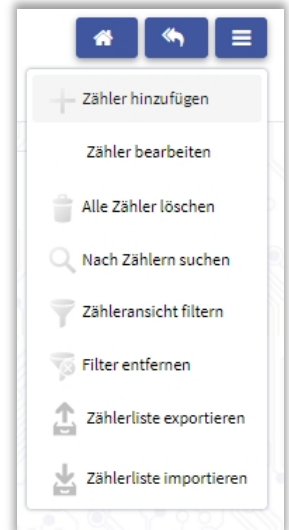 Zähler hinzufügen
Zähler bearbeiten
Alle Zähler löschen
Nach Zählern suchen
Zähleransicht filtern
Filter entfernen
Zählerliste exportieren
Zählerliste importieren